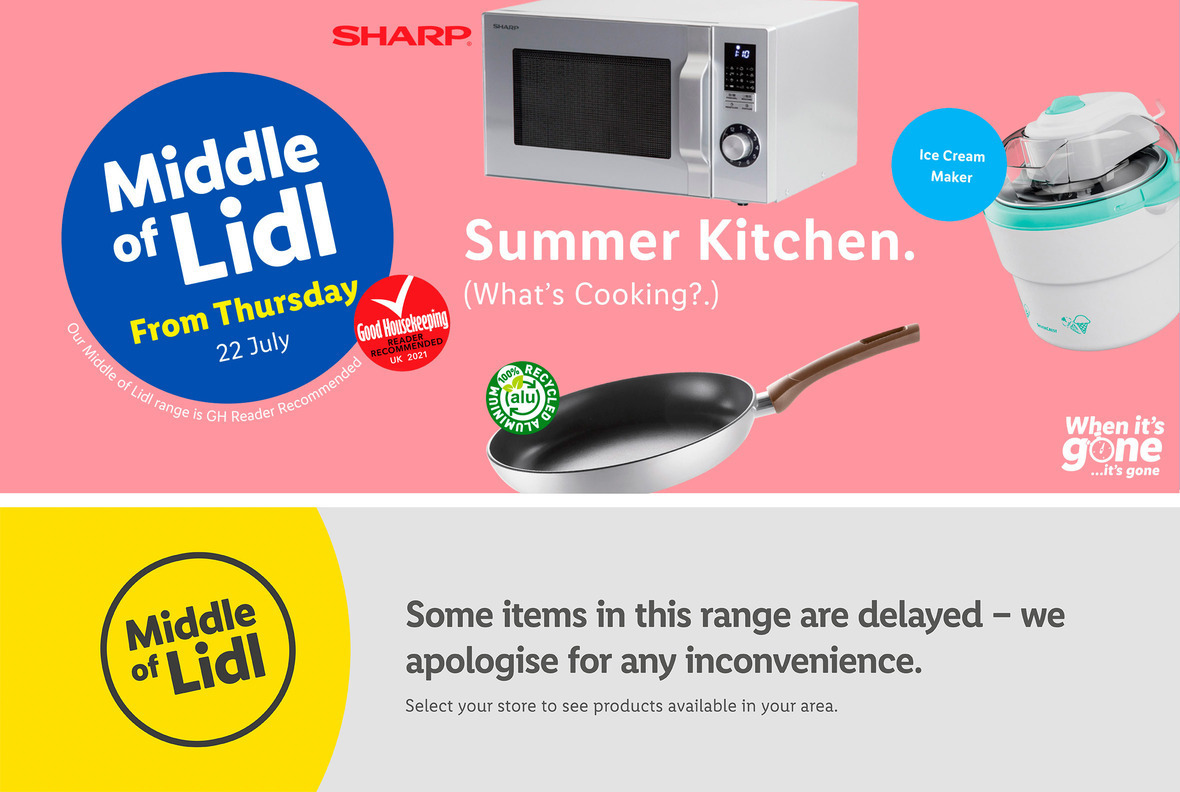 SHARP
SHARP
1:10
Middle
of Lidl
From Thursday
22 July
Our Middle of Lidl range is GH Reader Recommended
Good Housekeeping
READER
RECOMMENDED
UK 2021
Ice Cream
Maker
Summer Kitchen.
(What's Cooking?.)
100% RECYCLED ALUMINIUM
alu
When it's
gone
...it's gone
Middle
of Lidl
Some items in this range are delayed – we
apologise for any inconvenience.
Select your store to see products available in your area.